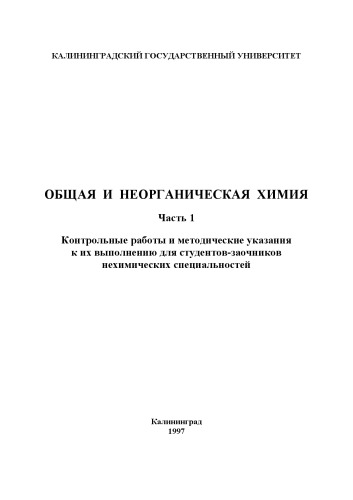 КАЛИНИНГРАДСКИЙ ГОСУДАРСТВЕННЫЙ УНИВЕРСИТЕТ
ОБЩАЯ И НЕОРГАНИЧЕСКАЯ ХИМИЯ
Часть 1
Контрольные работы и методические указания
к их выполнению для студентов-заочников
нехимических специальностей
Калининград
1997